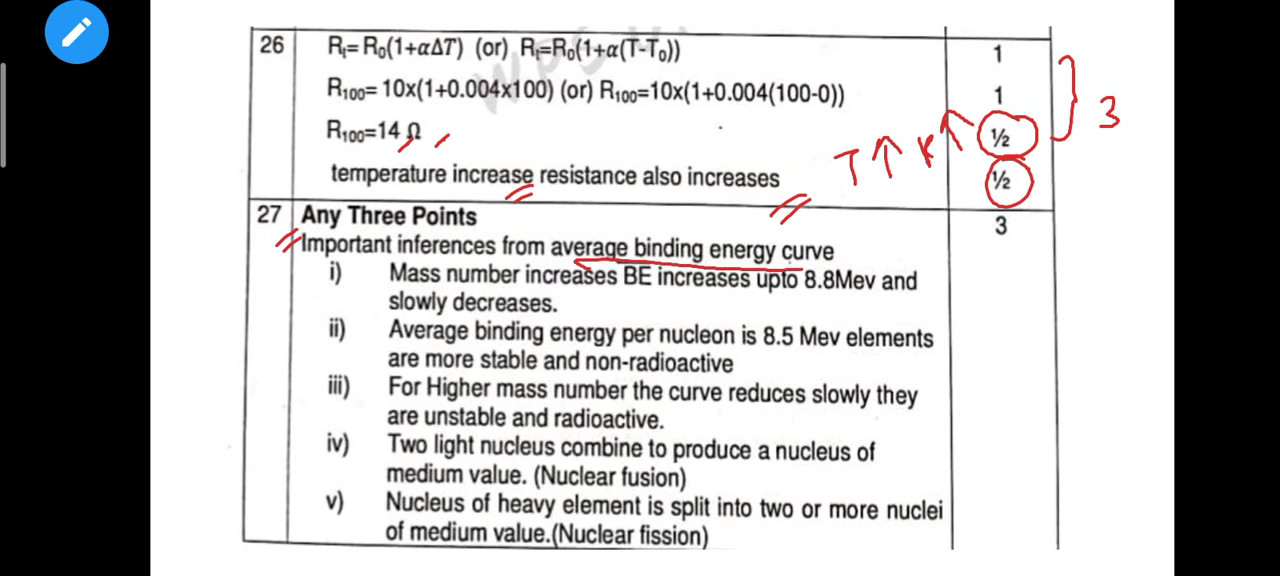 26 Rt=R₀(1+αΔT) (or) Rt=R₀(1+α(T-T₀)) 1
R₁₀₀= 10x(1+0.004x100) (or) R₁₀₀=10x(1+0.004(100-0)) 1
R₁₀₀=14 Ω ½
temperature increase resistance also increases ½
T ↑ R ↑
3
27 Any Three Points 3
Important inferences from average binding energy curve
i) Mass number increases BE increases upto 8.8Mev and
slowly decreases.
ii) Average binding energy per nucleon is 8.5 Mev elements
are more stable and non-radioactive
iii) For Higher mass number the curve reduces slowly they
are unstable and radioactive.
iv) Two light nucleus combine to produce a nucleus of
medium value. (Nuclear fusion)
v) Nucleus of heavy element is split into two or more nuclei
of medium value.(Nuclear fission)